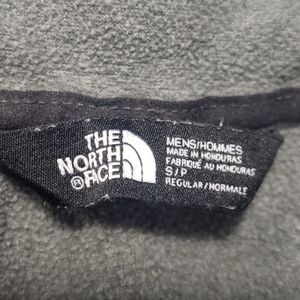 THE
NORTH
FACE®
MENS/HOMMES
MADE IN HONDURAS
FABRIQUÉ AU HONDURAS
S/P
REGULAR/NORMALE